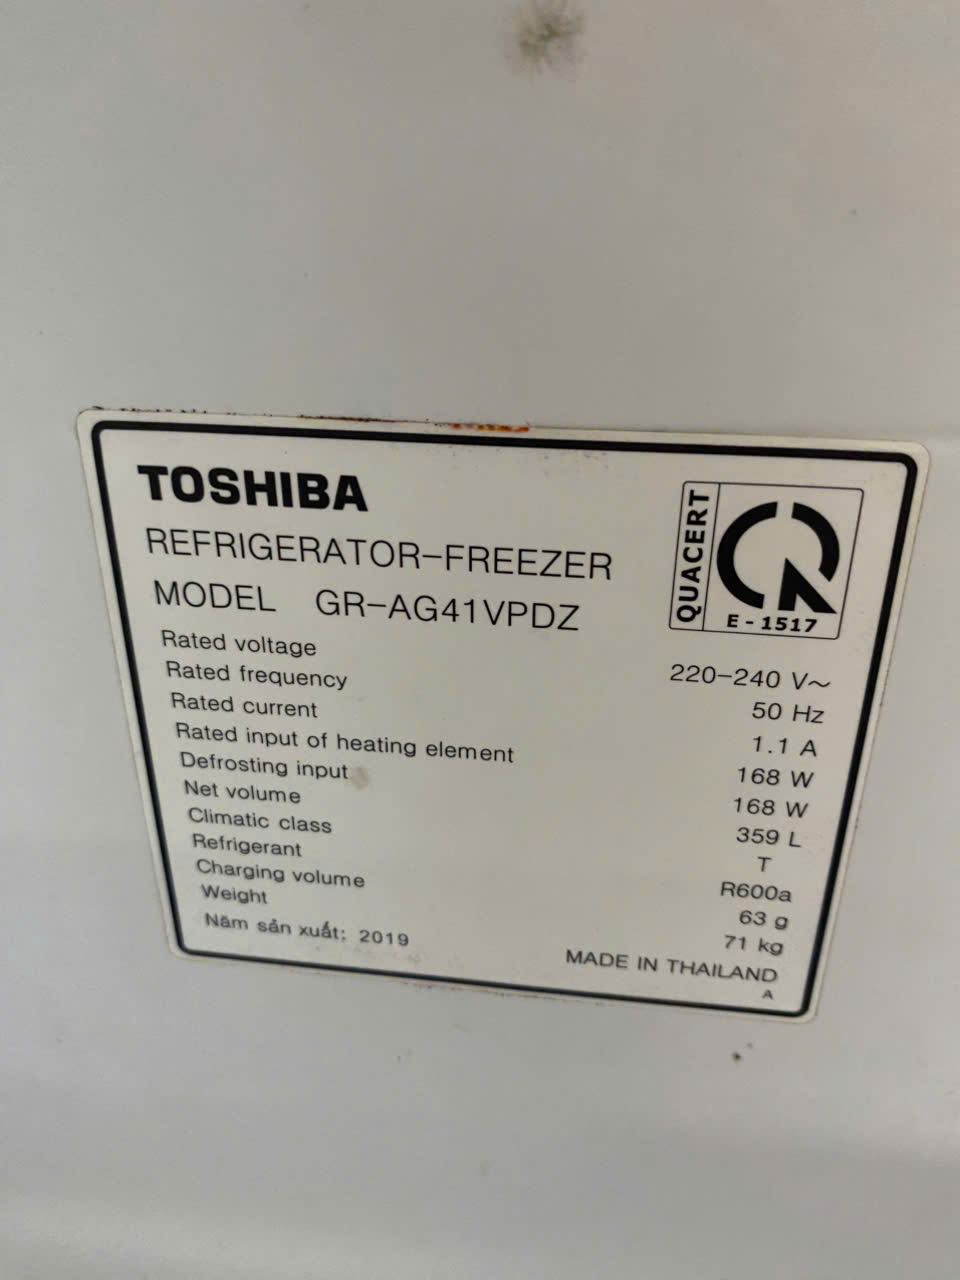 TOSHIBA
REFRIGERATOR-FREEZER
MODEL GR-AG41VPDZ
QUACERT
E - 1517
Rated voltage 220-240 V~
Rated frequency 50 Hz
Rated current 1.1 A
Rated input of heating element 168 W
Defrosting input 168 W
Net volume 359 L
Climatic class T
Refrigerant R600a
Charging volume 63 g
Weight 71 kg
Năm sản xuất: 2019
MADE IN THAILAND
A